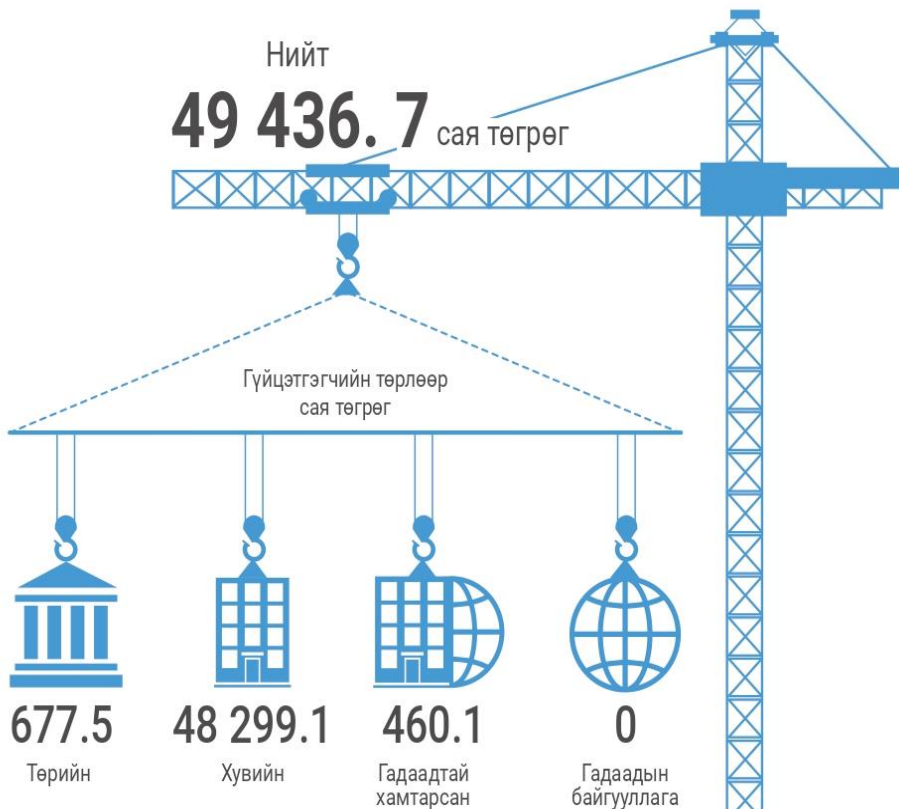 Нийт
49 436. 7 сая төгрөг
Гүйцэтгэгчийн төрлөөр
сая төгрөг
677.5
Төрийн
48 299.1
Хувийн
460.1
Гадаадтай
хамтарсан
0
Гадаадын
байгууллага